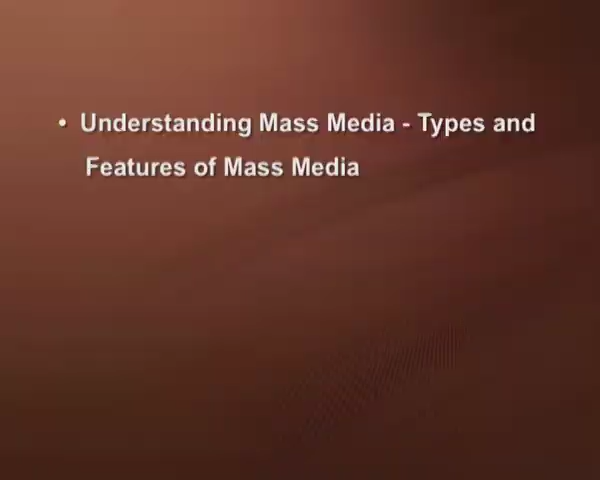 • Understanding Mass Media - Types and
Features of Mass Media